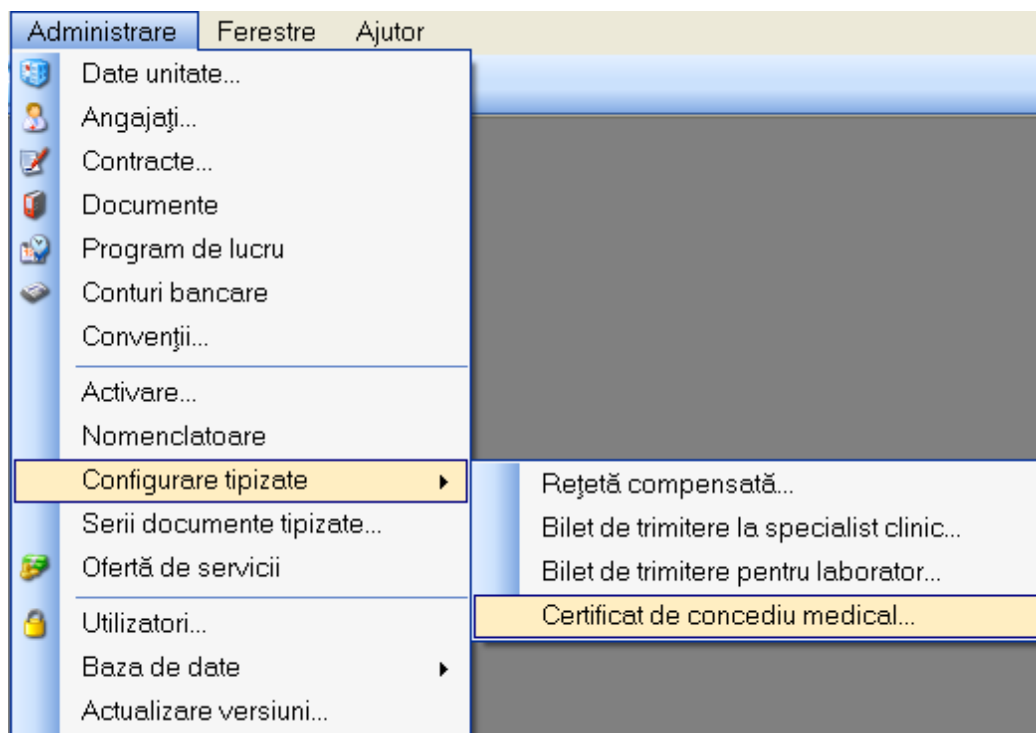 Administrare Ferestre Ajutor
Date unitate...
Angajaţi...
Contracte...
Documente
Program de lucru
Conturi bancare
Convenţii...
Activare...
Nomenclatoare
Configurare tipizate
Serii documente tipizate...
Ofertă de servicii
Utilizatori...
Baza de date
Actualizare versiuni...
Reţetă compensată...
Bilet de trimitere la specialist clinic...
Bilet de trimitere pentru laborator...
Certificat de concediu medical...